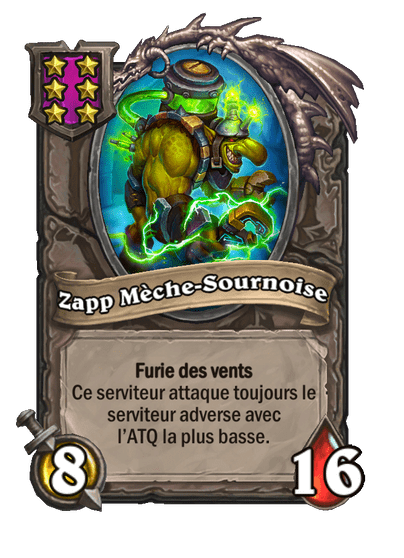 Zapp Mèche-Sournoise
Furie des vents
Ce serviteur attaque toujours le
serviteur adverse avec
l'ATQ la plus basse.
8
16